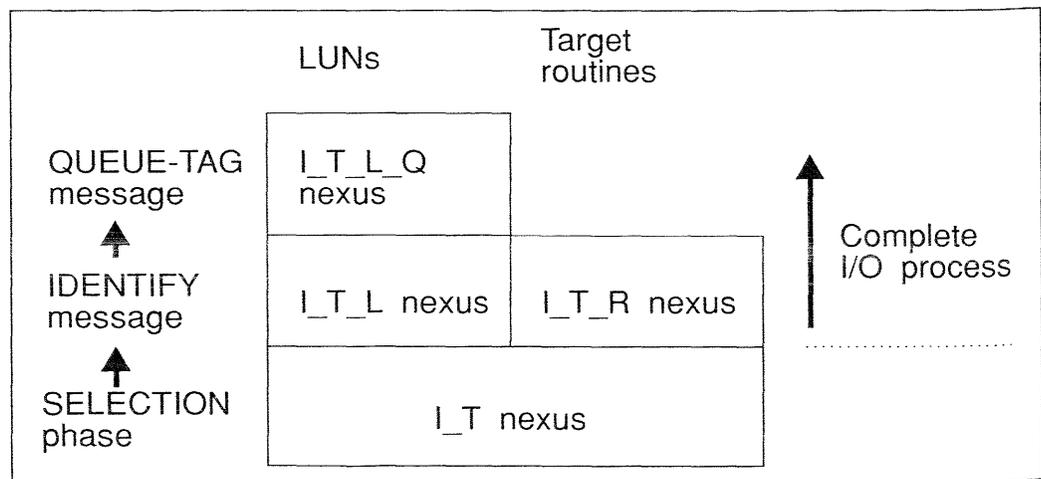 LUNs
Target
routines
QUEUE-TAG
message
I_T_L_Q
nexus
IDENTIFY
message
I_T_L nexus
I_T_R nexus
Complete
I/O process
SELECTION
phase
I_T nexus